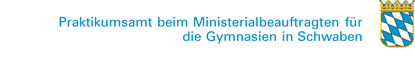 Praktikumsamt beim Ministerialbeauftragten für
die Gymnasien in Schwaben